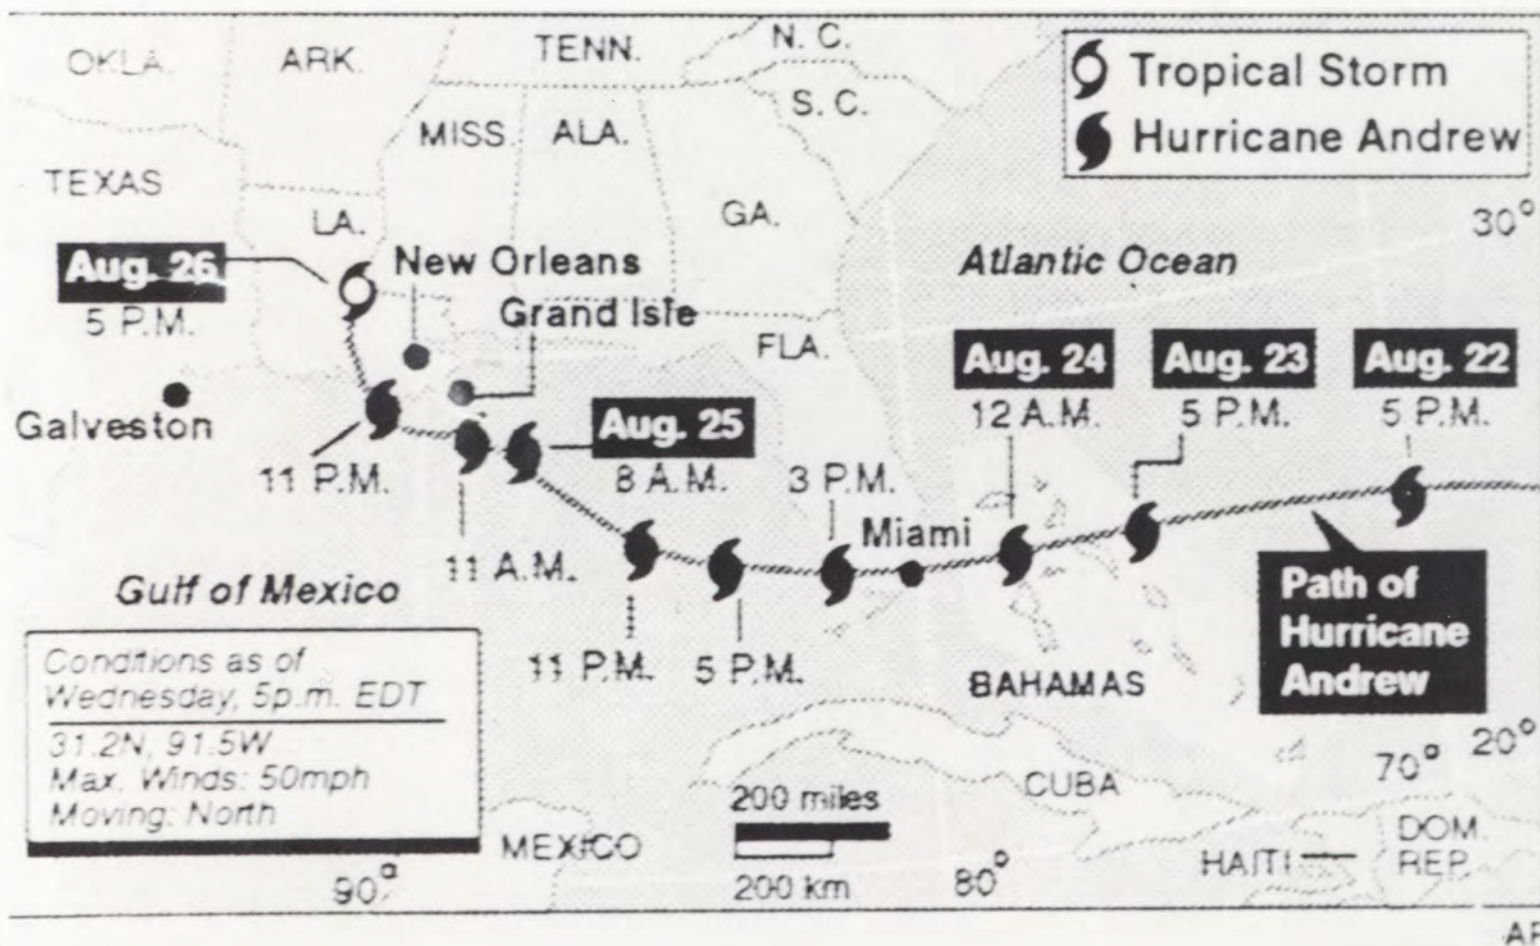 OKLA.
ARK.
TENN.
N. C.
Tropical Storm
Hurricane Andrew
S. C.
MISS.
ALA.
TEXAS
LA.
GA.
30°
Aug. 26
5 P.M.
New Orleans
Grand Isle
Atlantic Ocean
FLA.
Aug. 24
12 A.M.
Aug. 23
5 P.M.
Aug. 22
5 P.M.
Galveston
11 P.M.
Aug. 25
8 A.M.
3 P.M.
Miami
11 A.M.
Gulf of Mexico
11 P.M.
5 P.M.
BAHAMAS
Path of
Hurricane
Andrew
Conditions as of
Wednesday, 5p.m. EDT
31.2N, 91.5W
Max. Winds: 50mph
Moving: North
70°
20°
200 miles
200 km
CUBA
MEXICO
HAITI
DOM.
REP.
90°
80°
AP